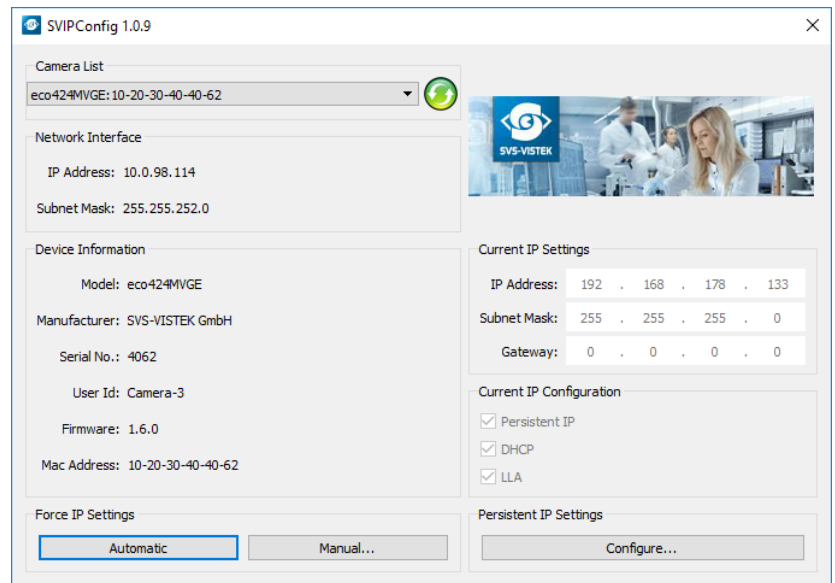 SVIPConfig 1.0.9
Camera List
eco424MVGE:10-20-30-40-40-62
SVS-VISTEK
Network Interface
IP Address: 10.0.98.114
Subnet Mask: 255.255.252.0
Device Information
Model: eco424MVGE
Manufacturer: SVS-VISTEK GmbH
Serial No.: 4062
User Id: Camera-3
Firmware: 1.6.0
Mac Address: 10-20-30-40-40-62
Current IP Settings
IP Address: 192 . 168 . 178 . 133
Subnet Mask: 255 . 255 . 255 . 0
Gateway: 0 . 0 . 0 . 0
Current IP Configuration
Persistent IP
DHCP
LLA
Force IP Settings
Automatic
Manual...
Persistent IP Settings
Configure...